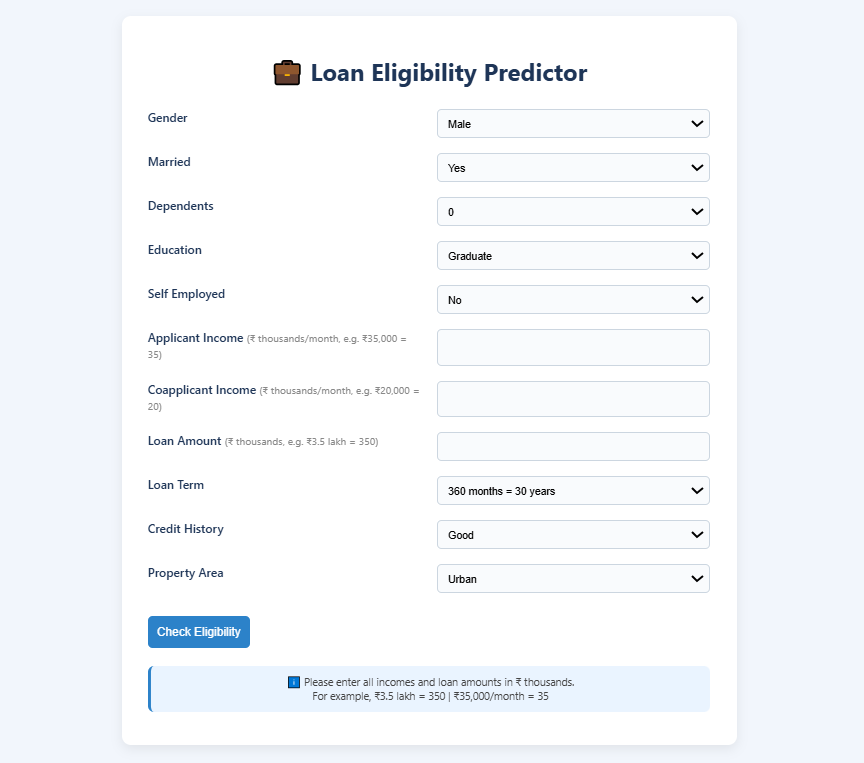 Loan Eligibility Predictor
Gender
Male
Married
Yes
Dependents
0
Education
Graduate
Self Employed
No
Applicant Income (₹ thousands/month, e.g. ₹35,000 =
35)
Coapplicant Income (₹ thousands/month, e.g. ₹20,000 =
20)
Loan Amount (₹ thousands, e.g. ₹3.5 lakh = 350)
Loan Term
360 months = 30 years
Credit History
Good
Property Area
Urban
Check Eligibility
Please enter all incomes and loan amounts in ₹ thousands.
For example, ₹3.5 lakh = 350 | ₹35,000/month = 35